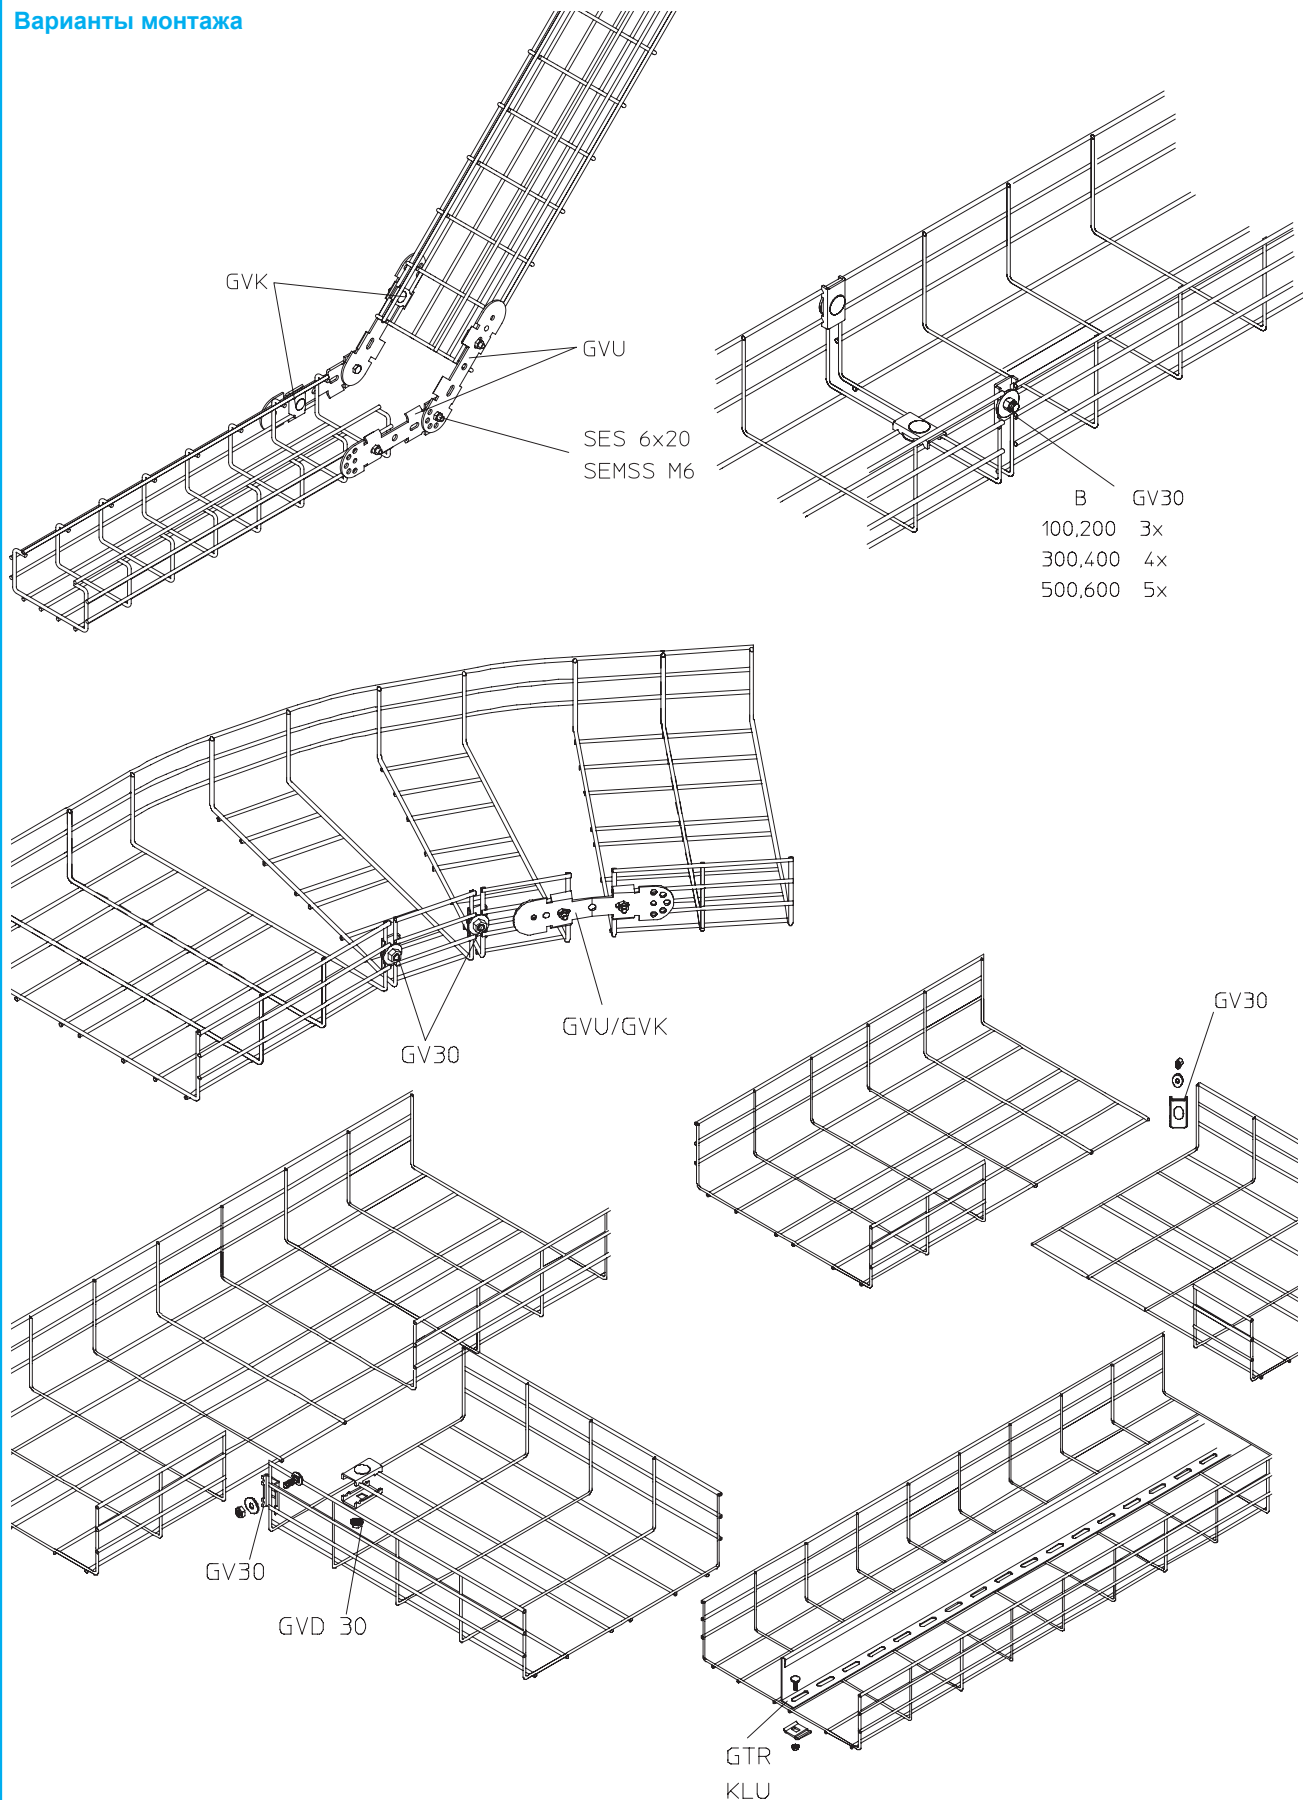 Варианты монтажа
GVK
GVU
SES 6x20
SEMSS M6
B GV30
100,200 3x
300,400 4x
500,600 5x
GVU/GVK
GV30
GV30
GV30
GVD 30
GTR
KLU